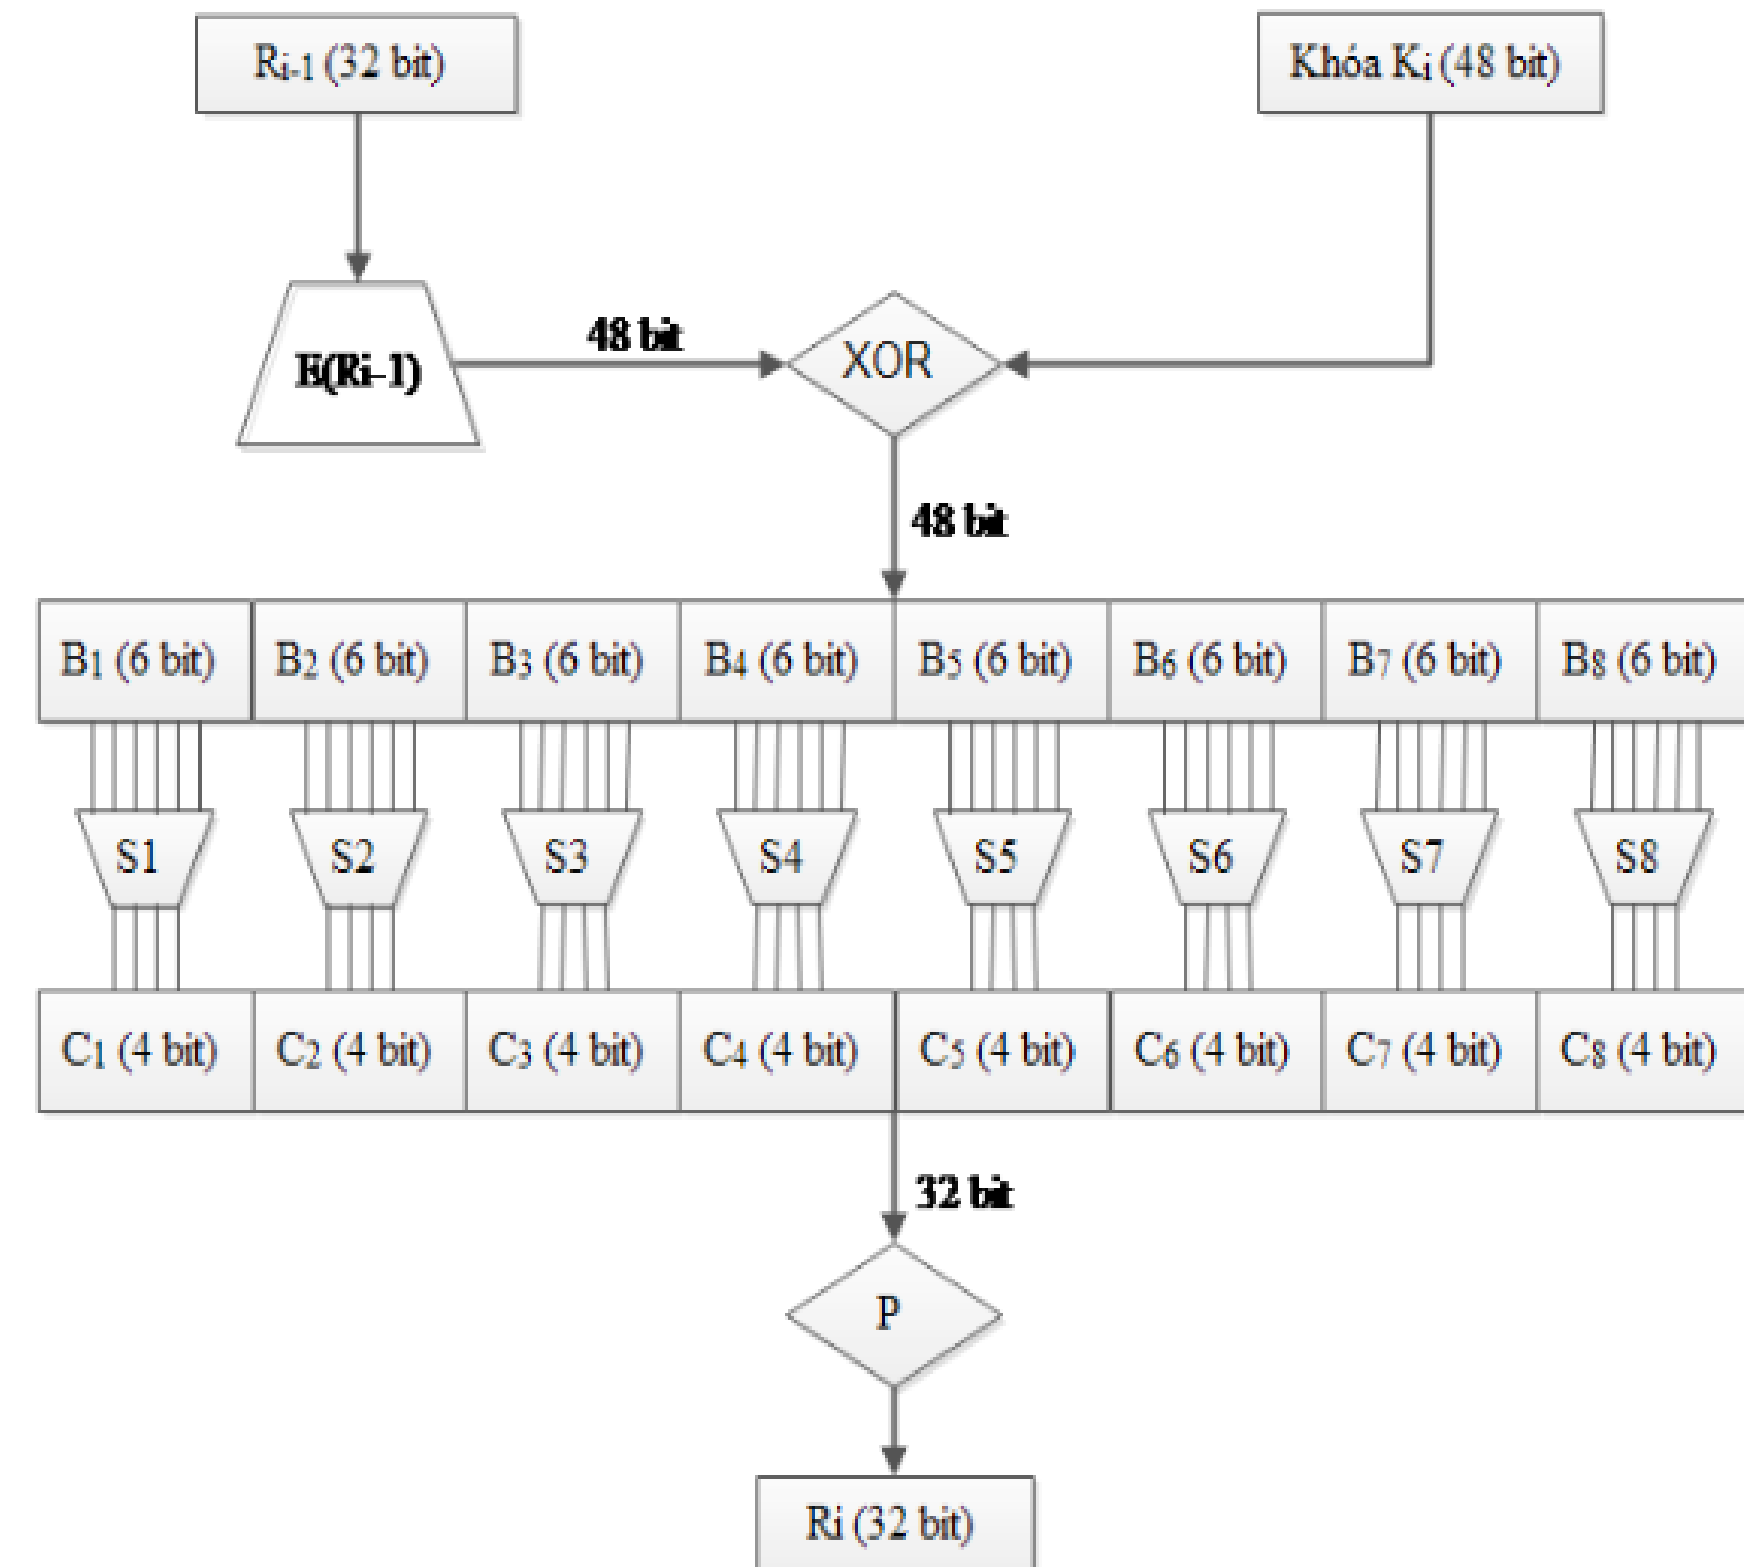 Ri-1 (32 bit)
Khóa Ki (48 bit)
E(Ri-1)
48 bit
XOR
48 bit
B1 (6 bit) B2 (6 bit) B3 (6 bit) B4 (6 bit) B5 (6 bit) B6 (6 bit) B7 (6 bit) B8 (6 bit)
S1 S2 S3 S4 S5 S6 S7 S8
C1 (4 bit) C2 (4 bit) C3 (4 bit) C4 (4 bit) C5 (4 bit) C6 (4 bit) C7 (4 bit) C8 (4 bit)
32 bit
P
Ri (32 bit)